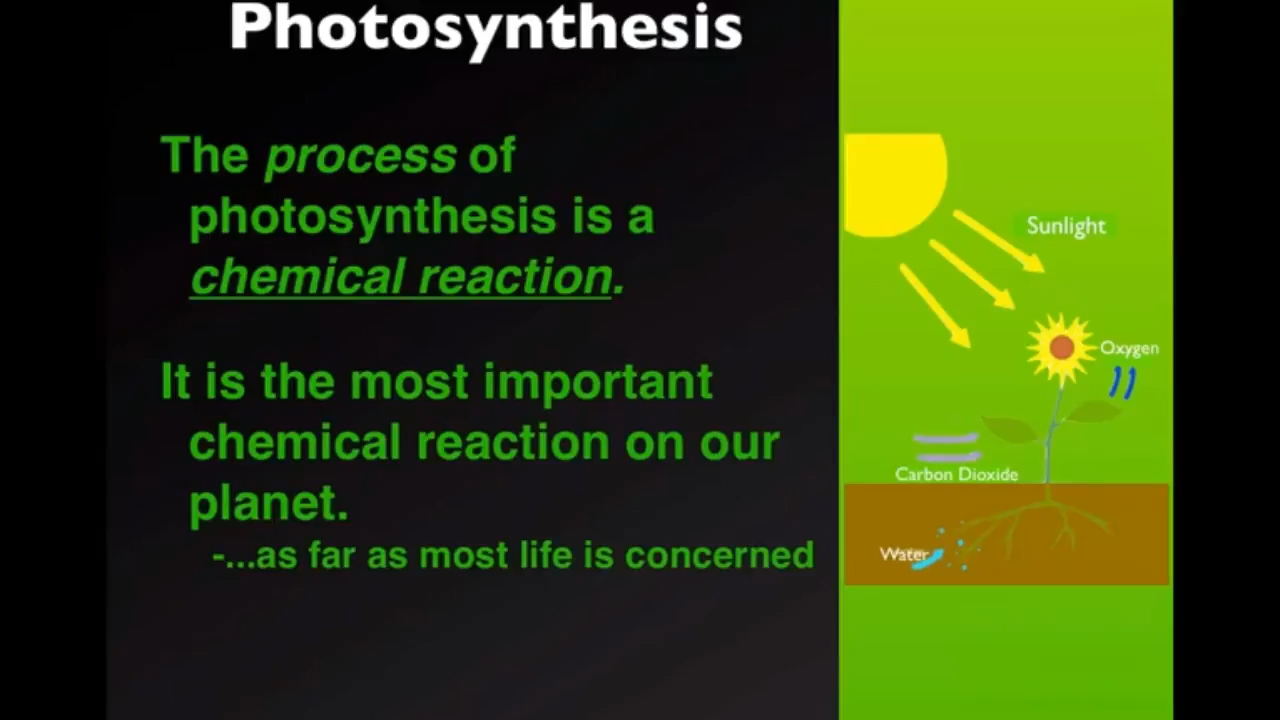 Photosynthesis
The process of
photosynthesis is a
chemical reaction.
It is the most important
chemical reaction on our
planet.
-...as far as most life is concerned
Sunlight
Oxygen
Carbon Dioxide
Water